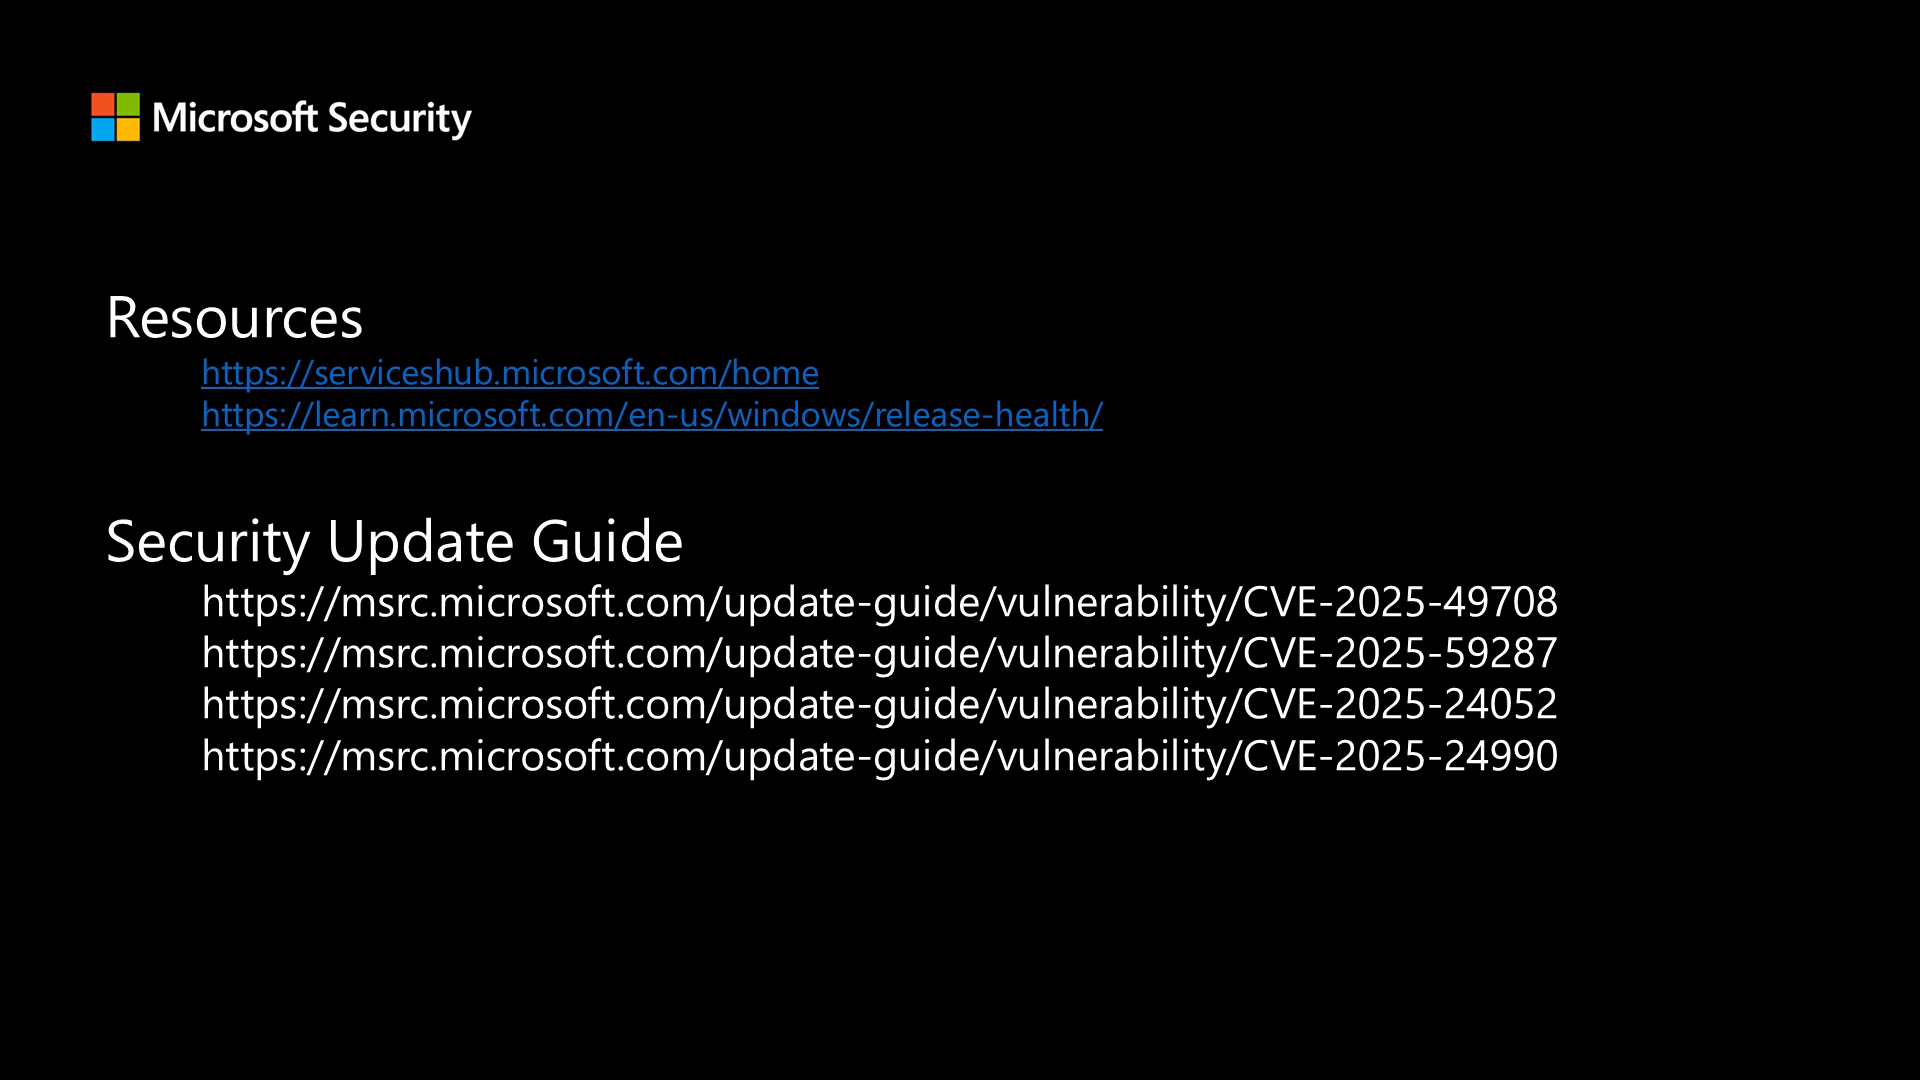 Microsoft Security
Resources
https://serviceshub.microsoft.com/home
https://learn.microsoft.com/en-us/windows/release-health/
Security Update Guide
https://msrc.microsoft.com/update-guide/vulnerability/CVE-2025-49708
https://msrc.microsoft.com/update-guide/vulnerability/CVE-2025-59287
https://msrc.microsoft.com/update-guide/vulnerability/CVE-2025-24052
https://msrc.microsoft.com/update-guide/vulnerability/CVE-2025-24990